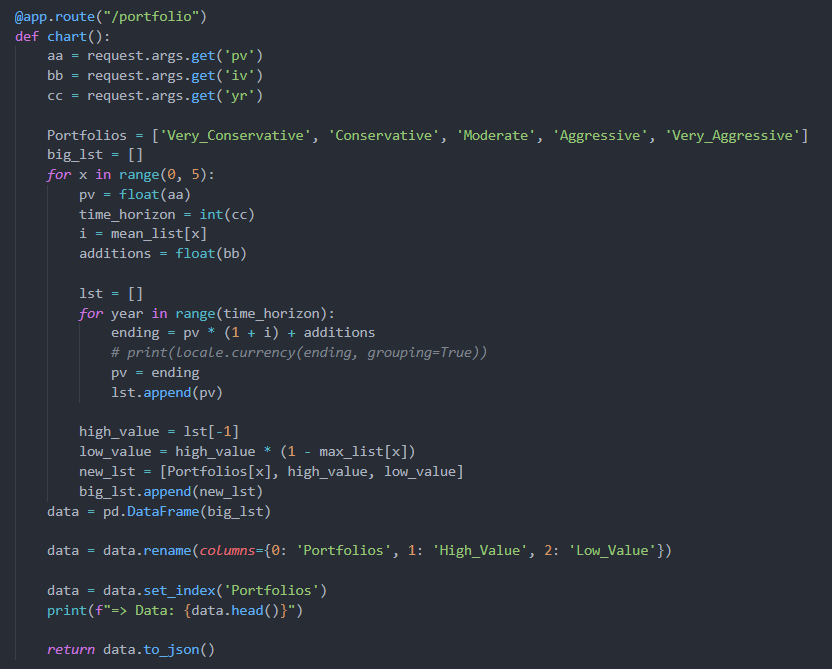 @app.route("/portfolio")
def chart():
    aa = request.args.get('pv')
    bb = request.args.get('iv')
    cc = request.args.get('yr')

    Portfolios = ['Very_Conservative', 'Conservative', 'Moderate', 'Aggressive', 'Very_Aggressive']
    big_lst = []
    for x in range(0, 5):
        pv = float(aa)
        time_horizon = int(cc)
        i = mean_list[x]
        additions = float(bb)

        lst = []
        for year in range(time_horizon):
            ending = pv * (1 + i) + additions
            # print(locale.currency(ending, grouping=True))
            pv = ending
            lst.append(pv)

        high_value = lst[-1]
        low_value = high_value * (1 - max_list[x])
        new_lst = [Portfolios[x], high_value, low_value]
        big_lst.append(new_lst)
    data = pd.DataFrame(big_lst)

    data = data.rename(columns={0: 'Portfolios', 1: 'High_Value', 2: 'Low_Value'})

    data = data.set_index('Portfolios')
    print(f"=> Data: {data.head()}")

    return data.to_json()